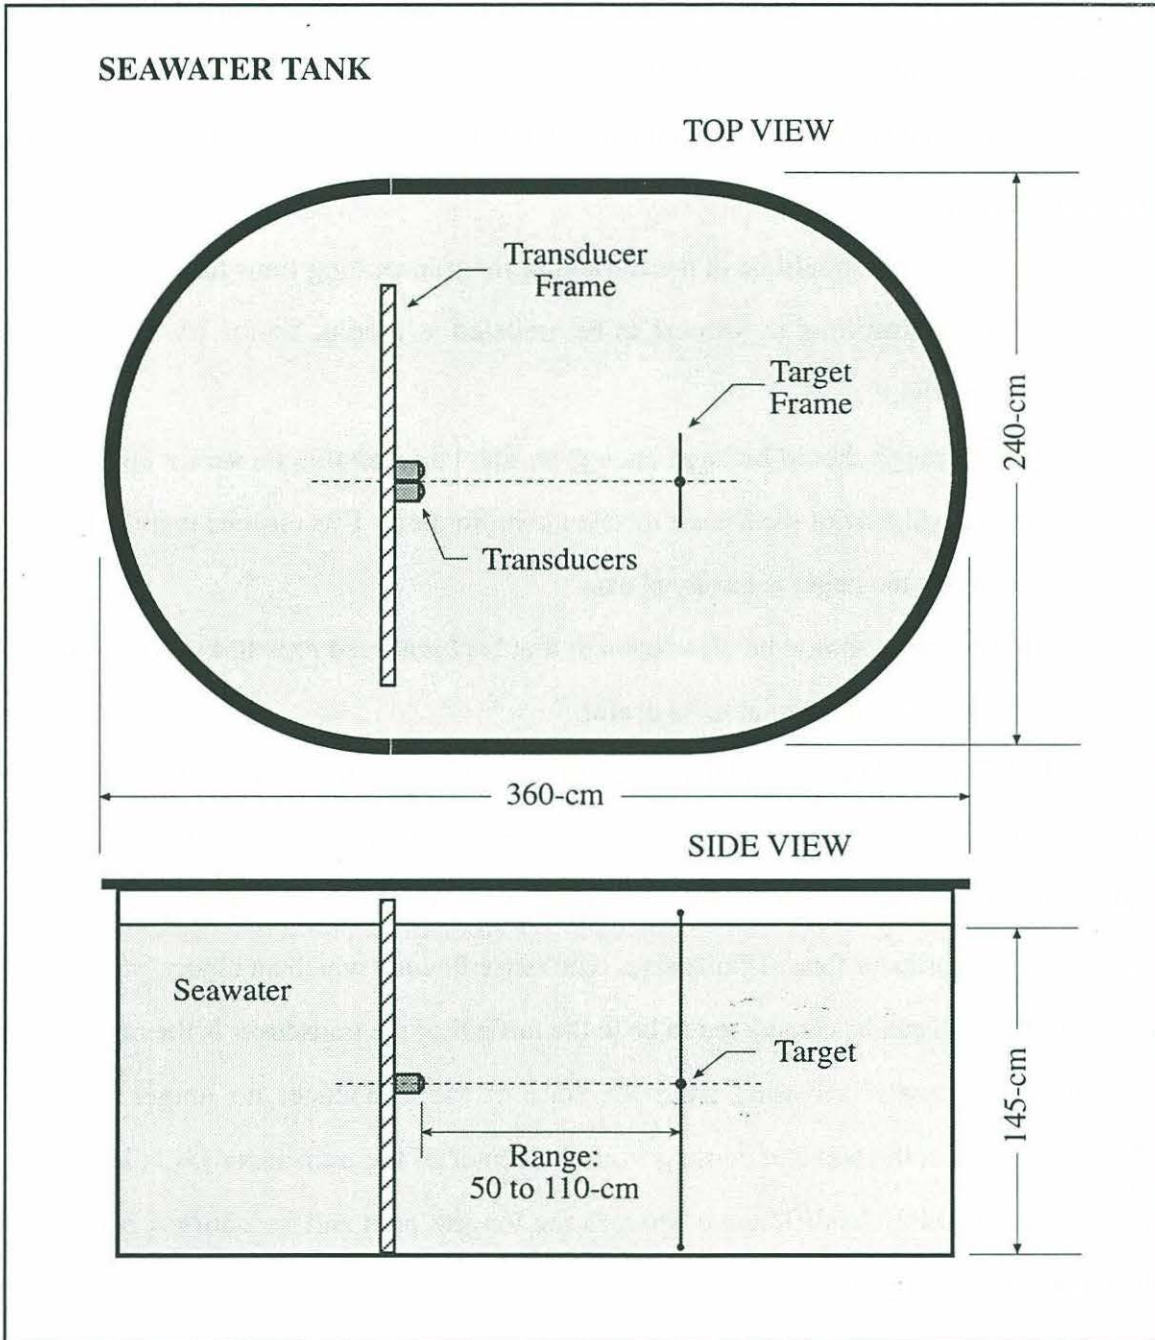 SEAWATER TANK
TOP VIEW
Transducer
Frame
Target
Frame
Transducers
240-cm
360-cm
SIDE VIEW
Seawater
Target
Range:
50 to 110-cm
145-cm